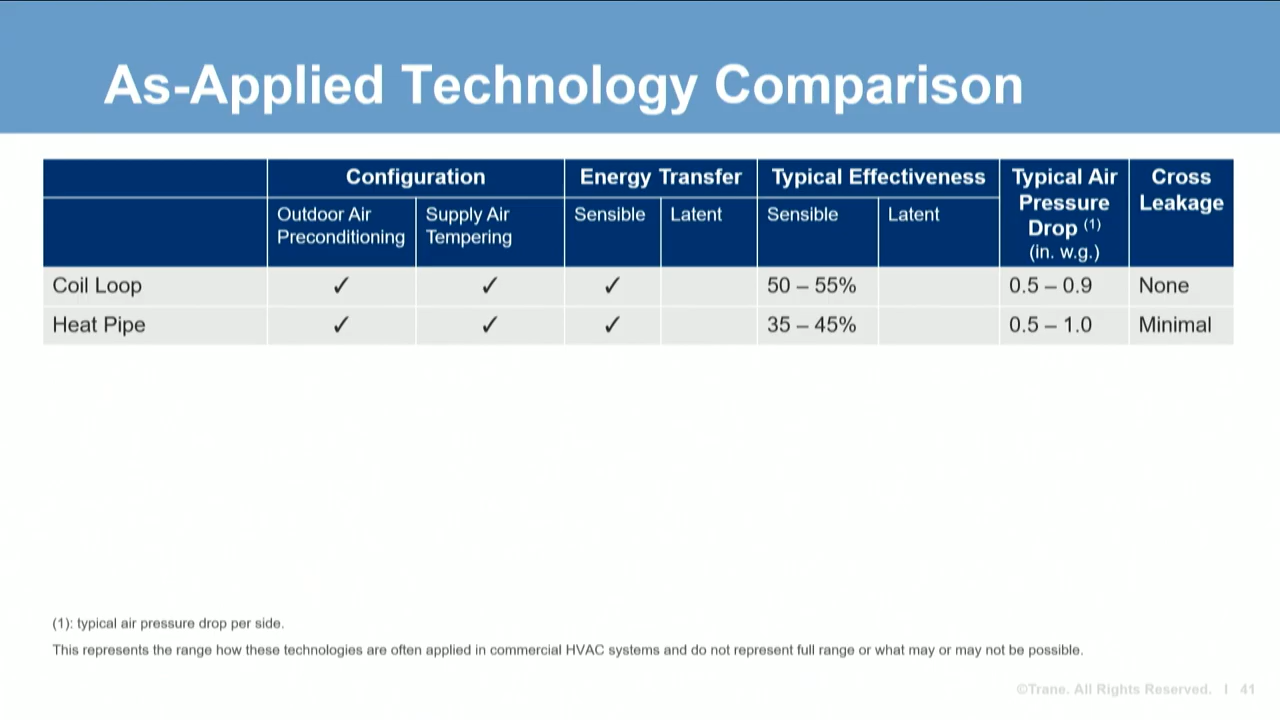 As-Applied Technology Comparison
Configuration Energy Transfer Typical Effectiveness Typical Air Pressure Drop (1) (in. w.g.) Cross Leakage
Outdoor Air Preconditioning Supply Air Tempering Sensible Latent Sensible Latent
Coil Loop ✓ ✓ ✓ 50 – 55% 0.5 – 0.9 None
Heat Pipe ✓ ✓ ✓ 35 – 45% 0.5 – 1.0 Minimal
(1): typical air pressure drop per side.
This represents the range how these technologies are often applied in commercial HVAC systems and do not represent full range or what may or may not be possible.
©Trane. All Rights Reserved. I 41